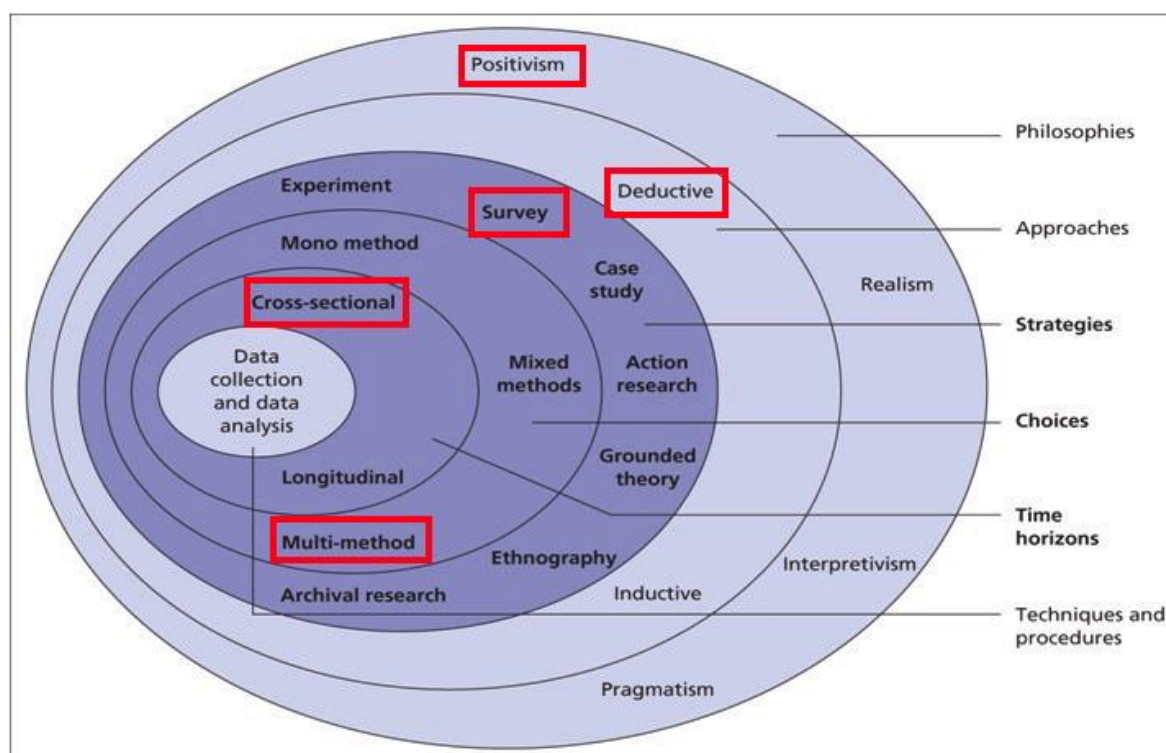 Positivism
Philosophies
Experiment
Deductive
Survey
Approaches
Mono method
Case
study
Realism
Cross-sectional
Strategies
Data
collection
and data
analysis
Mixed
methods
Action
research
Choices
Longitudinal
Grounded
theory
Time
horizons
Multi-method
Ethnography
Interpretivism
Archival research
Inductive
Techniques and
procedures
Pragmatism